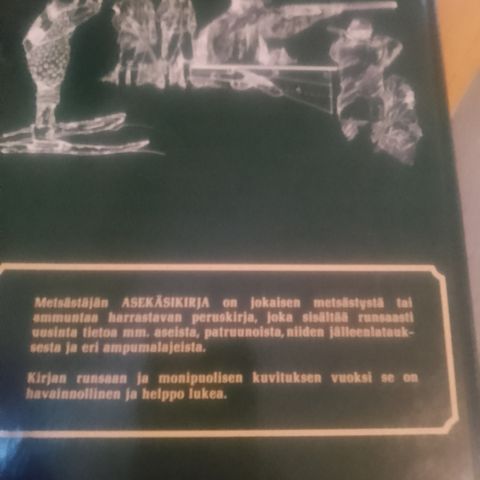 Metsästäjän ASEKÄSIKIRJA on jokaisen metsästystä tai
ammuntaa harrastavan peruskirja, joka sisältää runsaasti
uusinta tietoa mm. aseista, patruunoista, niiden jälleenlatauk-
sesta ja eri ampumalajeista.
Kirjan runsaan ja monipuolisen kuvituksen vuoksi se on
havainnollinen ja helppo lukea.